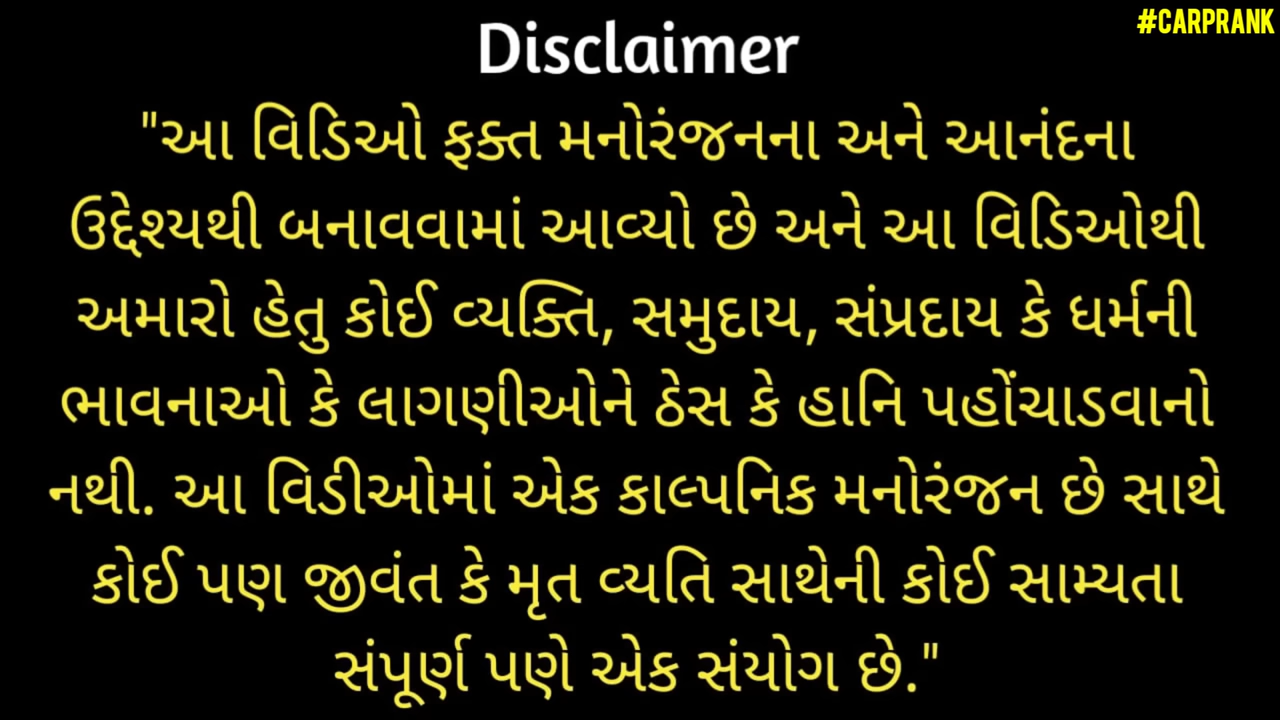 #CARPRANK
Disclaimer
"આ વિડિઓ ફક્ત મનોરંજનના અને આનંદના
ઉદ્દેશ્યથી બનાવવામાં આવ્યો છે અને આ વિડિઓથી
અમારો હેતુ કોઈ વ્યક્તિ, સમુદાય, સંપ્રદાય કે ધર્મની
ભાવનાઓ કે લાગણીઓને ઠેસ કે હાનિ પહોંચાડવાનો
નથી. આ વિડીઓમાં એક કાલ્પનિક મનોરંજન છે સાથે
કોઈ પણ જીવંત કે મૃત વ્યતિ સાથેની કોઈ સામ્યતા
સંપૂર્ણ પણે એક સંયોગ છે."